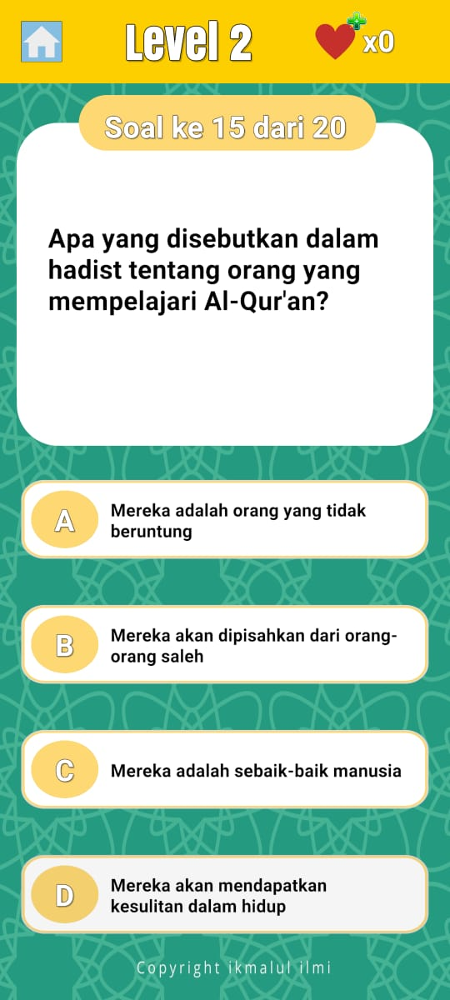 Level 2
x0
Soal ke 15 dari 20
Apa yang disebutkan dalam
hadist tentang orang yang
mempelajari Al-Qur'an?
A
Mereka adalah orang yang tidak
beruntung
B
Mereka akan dipisahkan dari orang-
orang saleh
C
Mereka adalah sebaik-baik manusia
D
Mereka akan mendapatkan
kesulitan dalam hidup
Copyright ikmalul ilmi